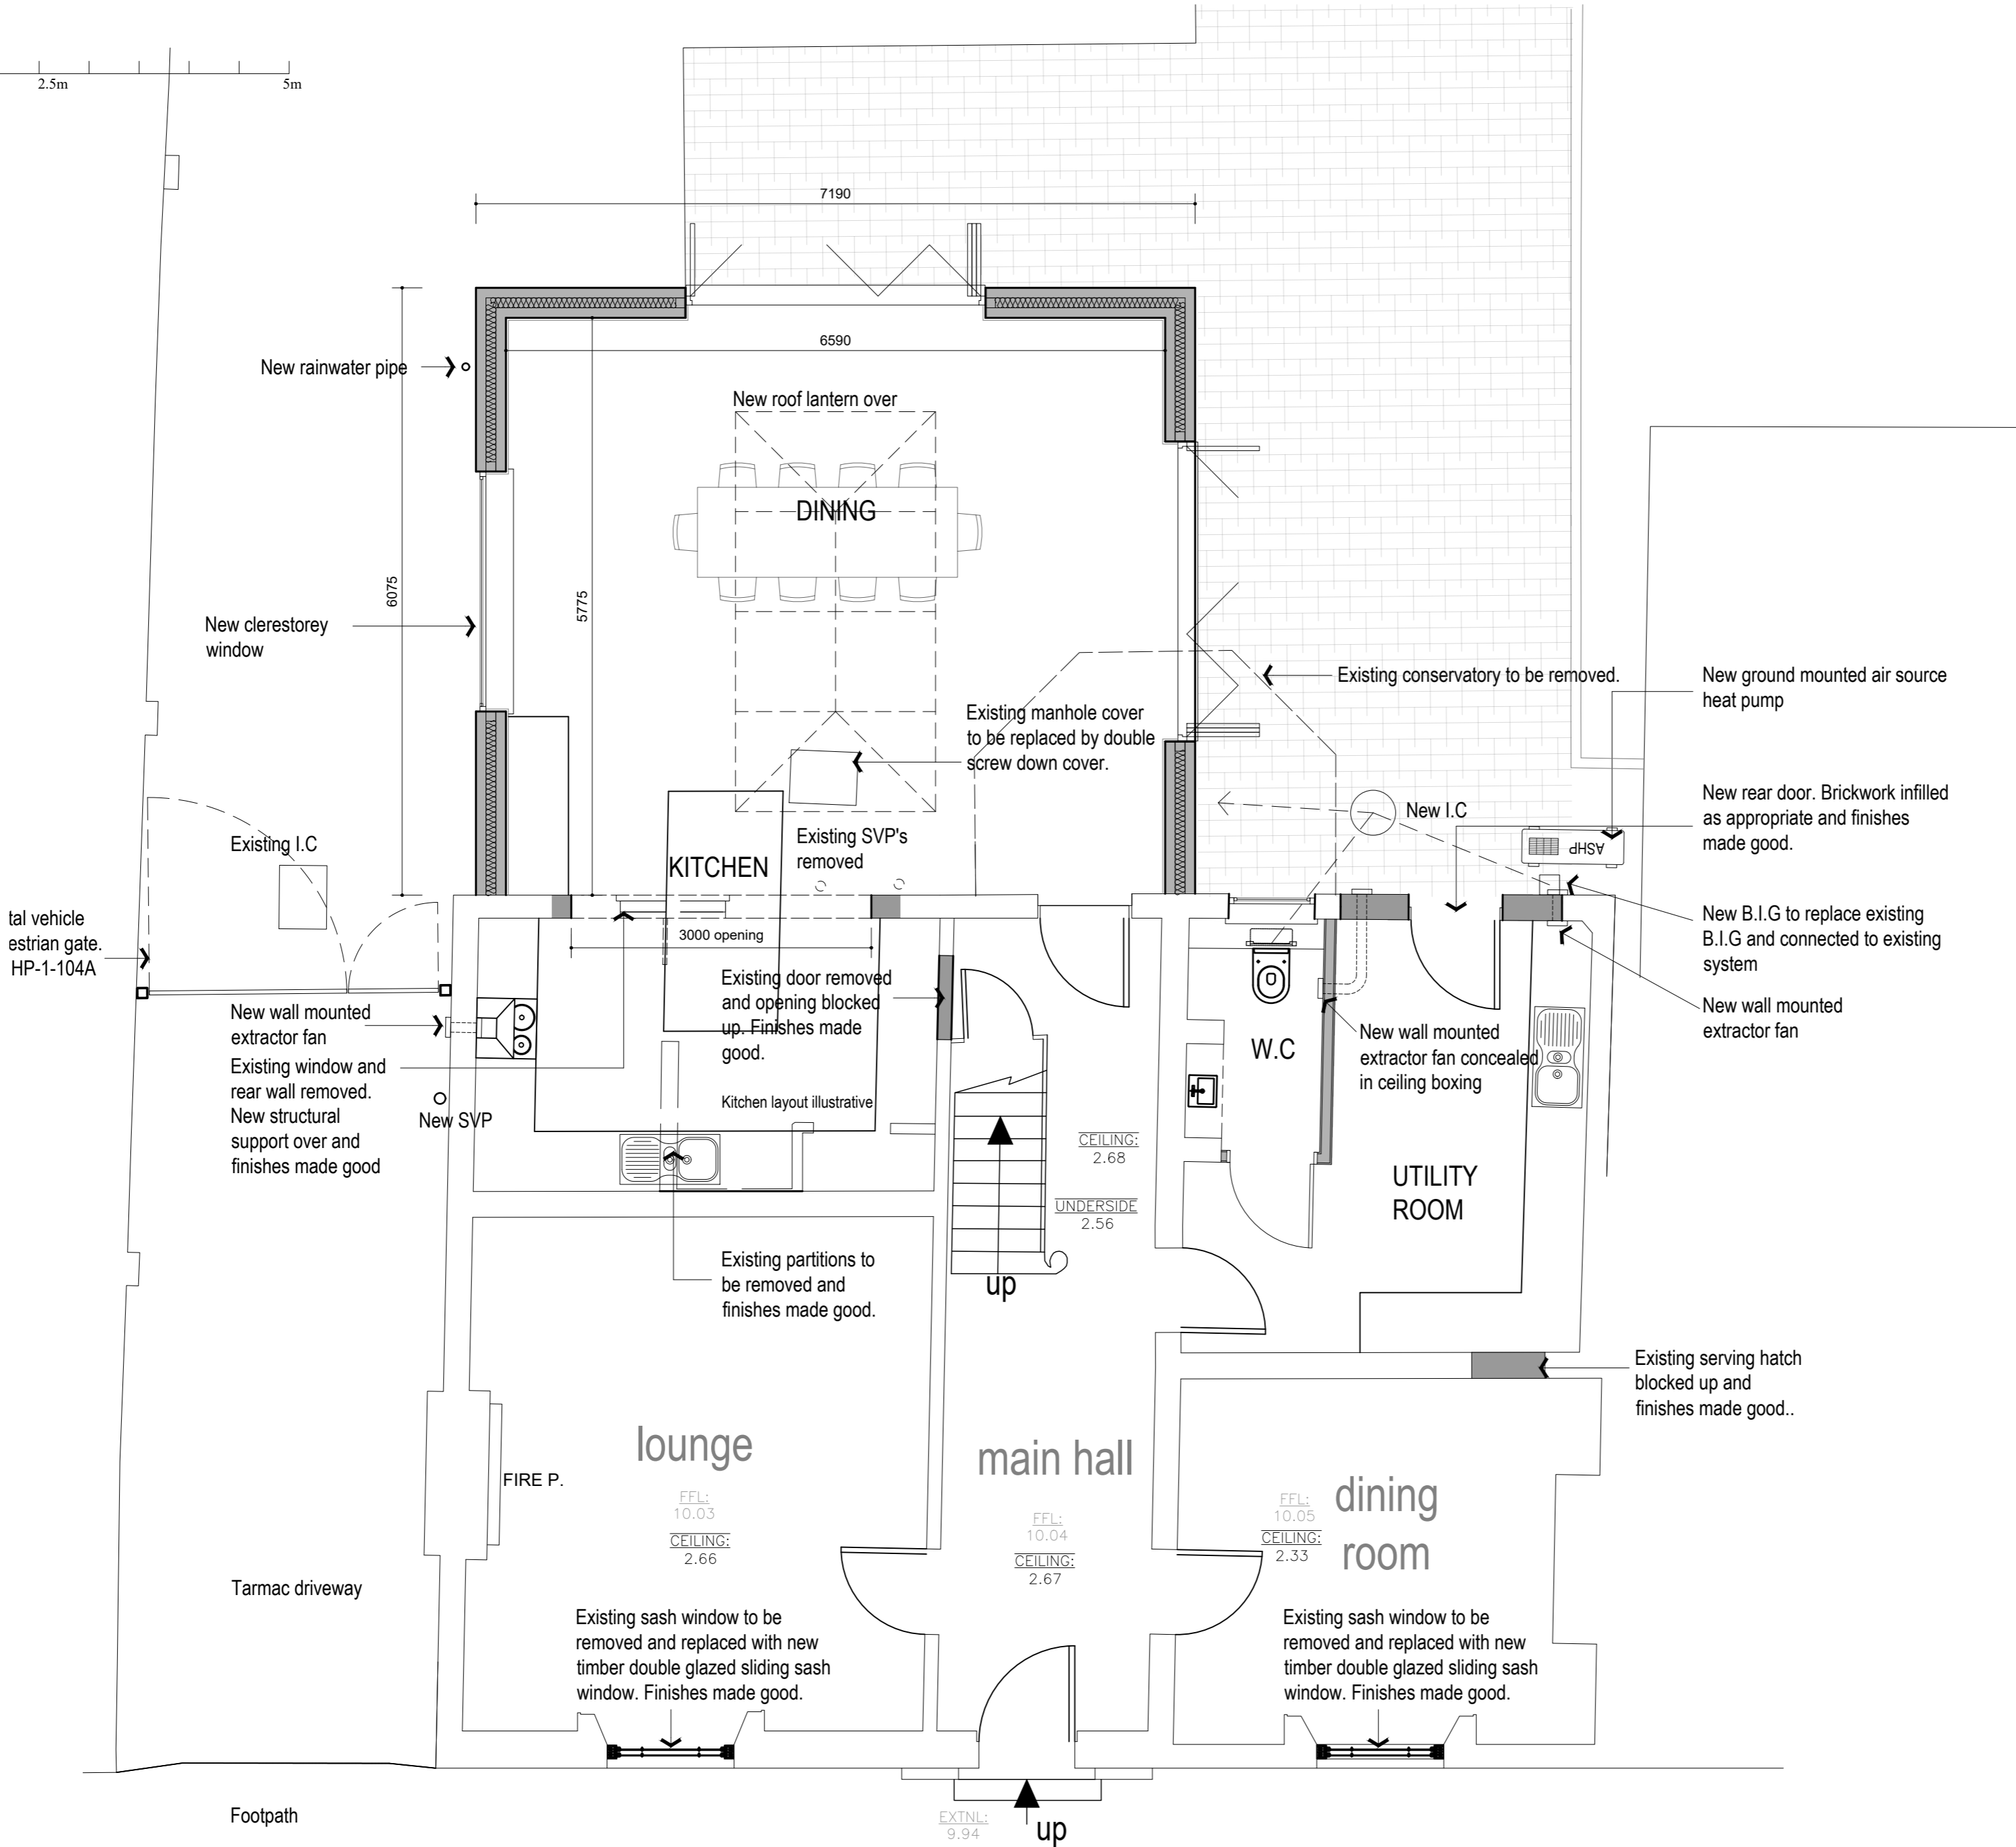 2.5m
5m
7190
6590
New rainwater pipe
New roof lantern over
DINING
6075
5775
New clerestorey
window
Existing conservatory to be removed.
New ground mounted air source
heat pump
Existing manhole cover
to be replaced by double
screw down cover.
New I.C
New rear door. Brickwork infilled
as appropriate and finishes
made good.
ASHP
Existing I.C
KITCHEN
Existing SVP's
removed
tal vehicle
estrian gate.
HP-1-104A
3000 opening
New B.I.G to replace existing
B.I.G and connected to existing
system
Existing door removed
and opening blocked
up. Finishes made
good.
New wall mounted
extractor fan
New wall mounted
extractor fan
W.C
New wall mounted
extractor fan concealed
in ceiling boxing
Existing window and
rear wall removed.
New structural
support over and
finishes made good
New SVP
Kitchen layout illustrative
CEILING:
2.68
UNDERSIDE
2.56
UTILITY
ROOM
Existing partitions to
be removed and
finishes made good.
up
Existing serving hatch
blocked up and
finishes made good..
lounge
FFL:
10.03
CEILING:
2.66
FIRE P.
main hall
FFL:
10.04
CEILING:
2.67
dining
room
FFL:
10.05
CEILING:
2.33
Tarmac driveway
Existing sash window to be
removed and replaced with new
timber double glazed sliding sash
window. Finishes made good.
Existing sash window to be
removed and replaced with new
timber double glazed sliding sash
window. Finishes made good.
Footpath
EXTNL:
9.94
up